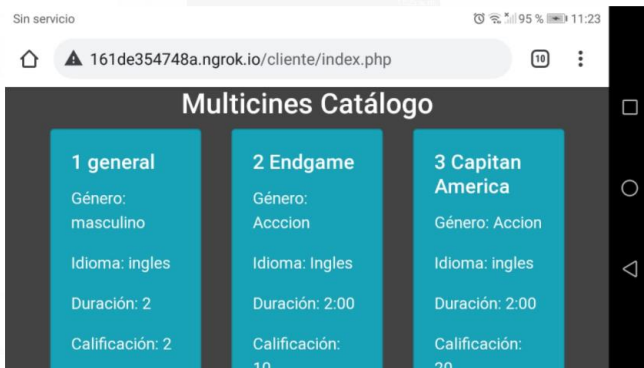 Sin servicio
95 % 11:23
161de354748a.ngrok.io/cliente/index.php
10
Multicines Catálogo
1 general
Género:
masculino
Idioma: ingles
Duración: 2
Calificación: 2
2 Endgame
Género:
Acccion
Idioma: Ingles
Duración: 2:00
Calificación:
10
3 Capitan
America
Género: Accion
Idioma: ingles
Duración: 2:00
Calificación:
20